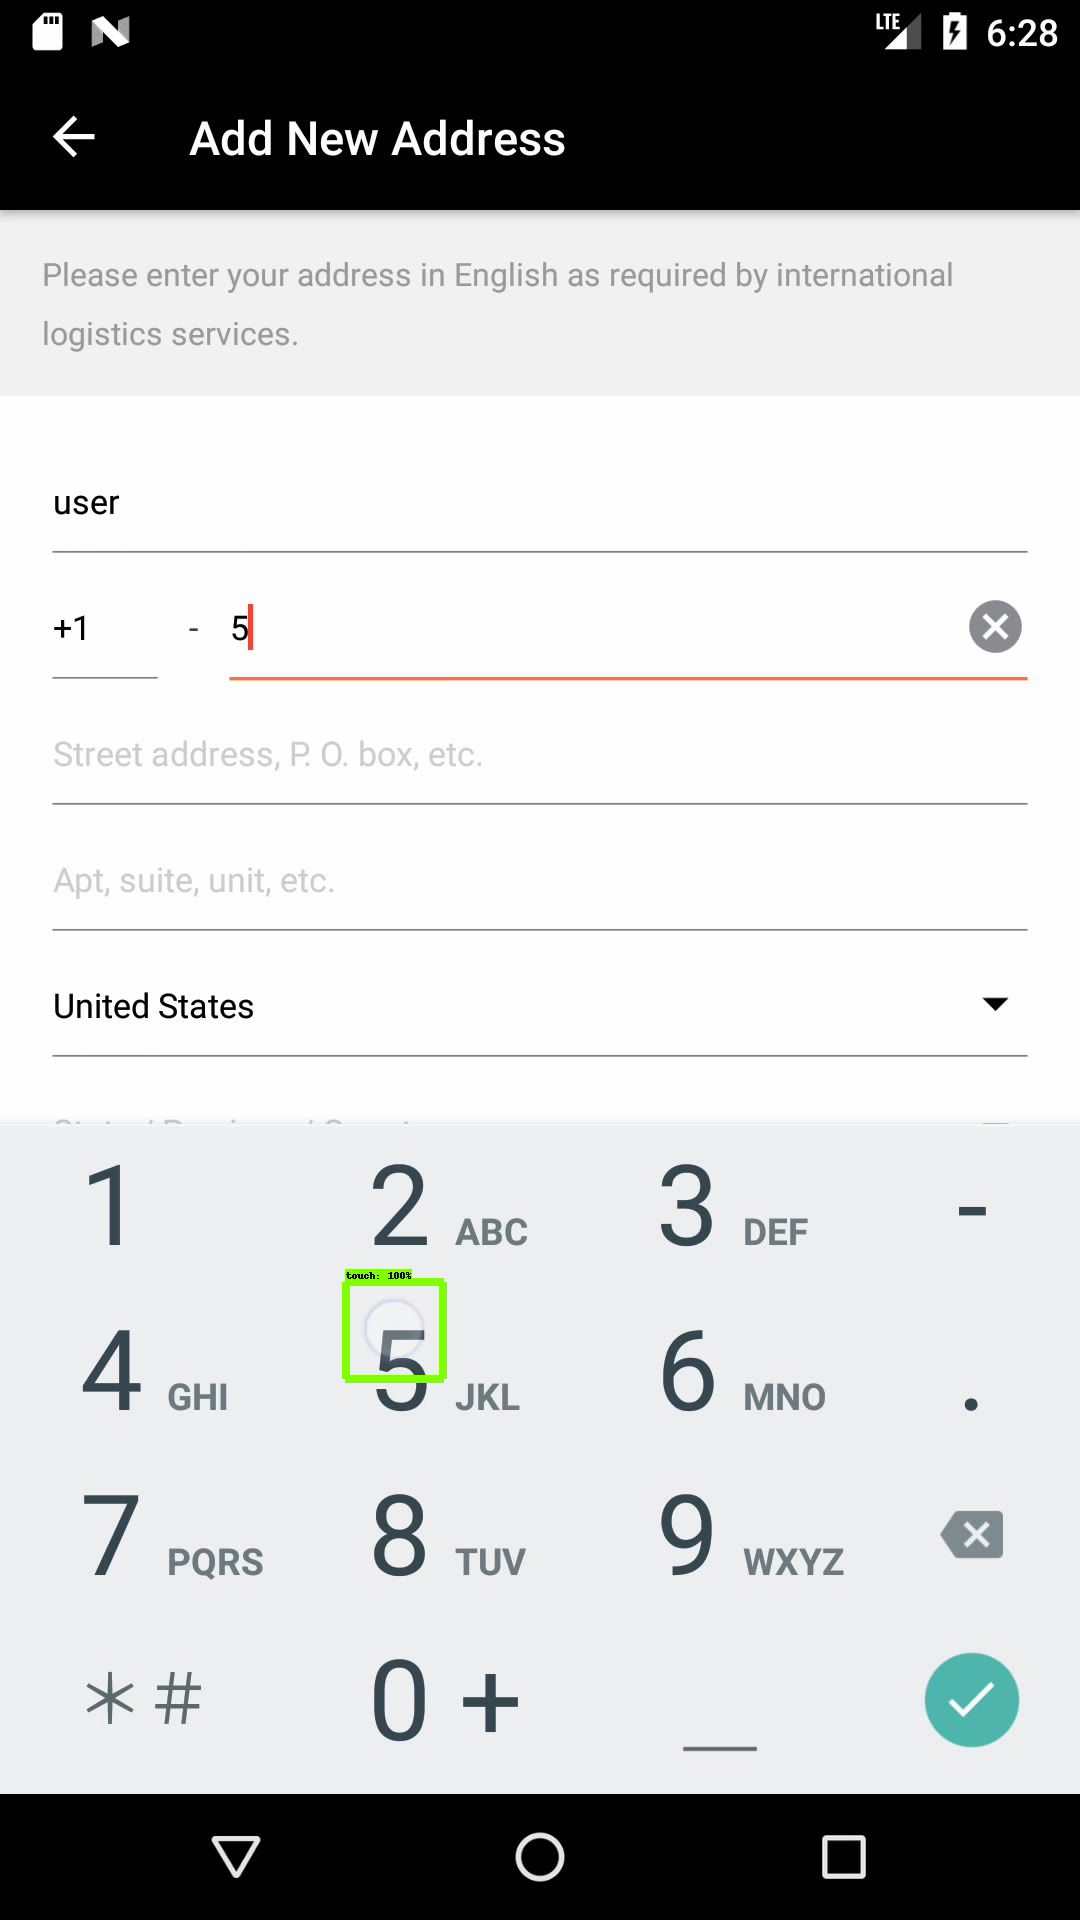 LTE 6:28
Add New Address
Please enter your address in English as required by international
logistics services.
user
+1 - 5
Street address, P. O. box, etc.
Apt, suite, unit, etc.
United States
1 2 ABC 3 DEF -
touch: 100%
4 GHI 5 JKL 6 MNO .
7 PQRS 8 TUV 9 WXYZ
* # 0 +